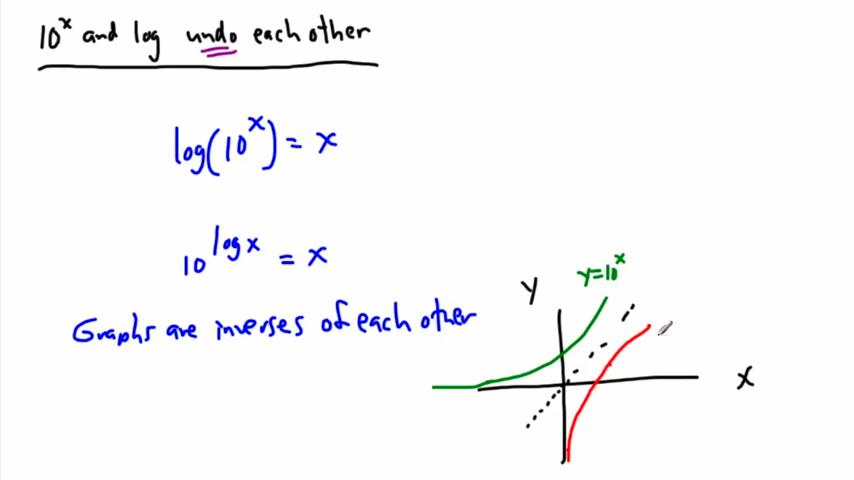 10^x and log undo each other
log(10^x) = x
10^log x = x
Graphs are inverses of each other
y=10^x
y
x